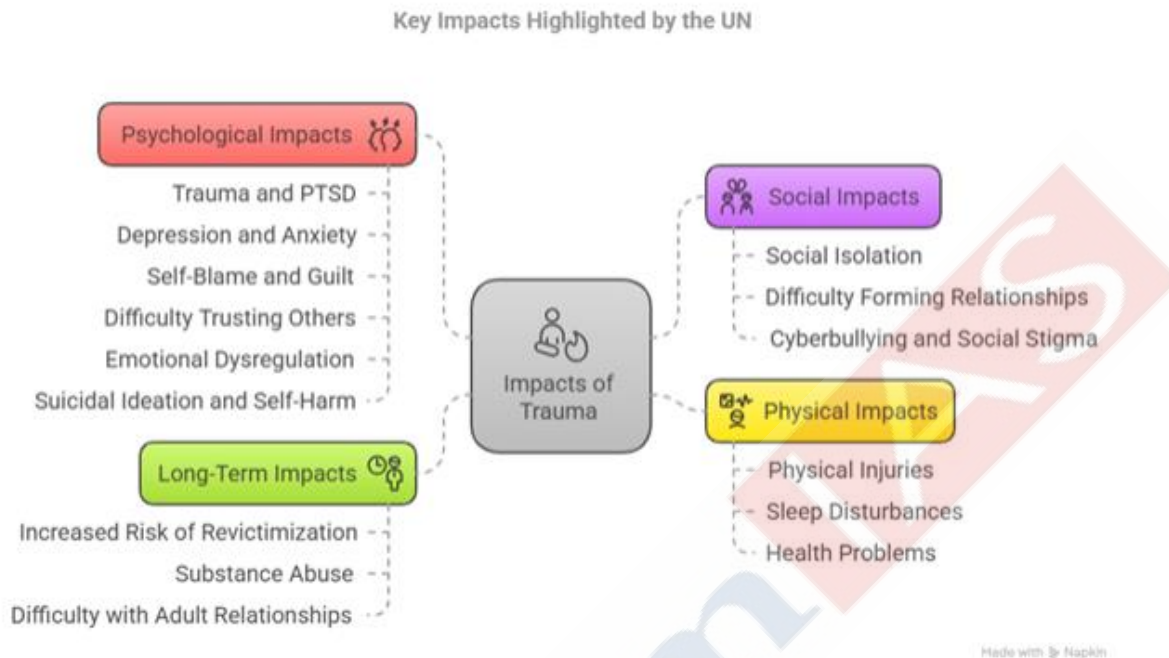 Key Impacts Highlighted by the UN
Psychological Impacts
Trauma and PTSD
Depression and Anxiety
Self-Blame and Guilt
Difficulty Trusting Others
Emotional Dysregulation
Suicidal Ideation and Self-Harm
Long-Term Impacts
Increased Risk of Revictimization
Substance Abuse
Difficulty with Adult Relationships
Impacts of
Trauma
Social Impacts
Social Isolation
Difficulty Forming Relationships
Cyberbullying and Social Stigma
Physical Impacts
Physical Injuries
Sleep Disturbances
Health Problems
IAS
Made with Napkin